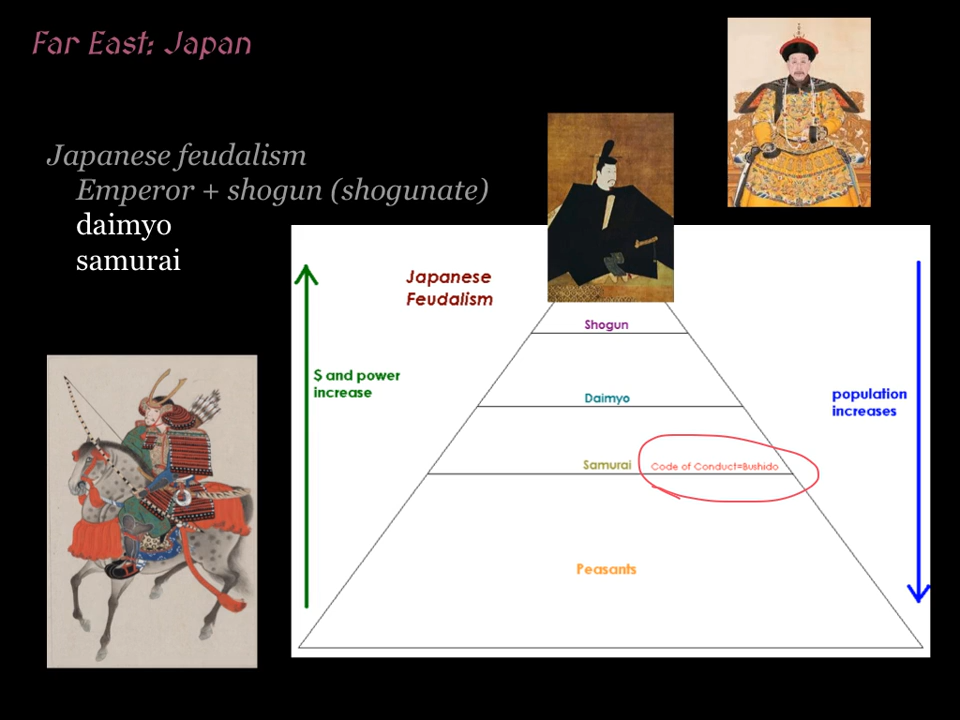 Far East: Japan
Japanese feudalism
Emperor + shogun (shogunate)
daimyo
samurai
Japanese
Feudalism
Shogun
$ and power
increase
Daimyo
population
increases
Samurai Code of Conduct=Bushido
Peasants